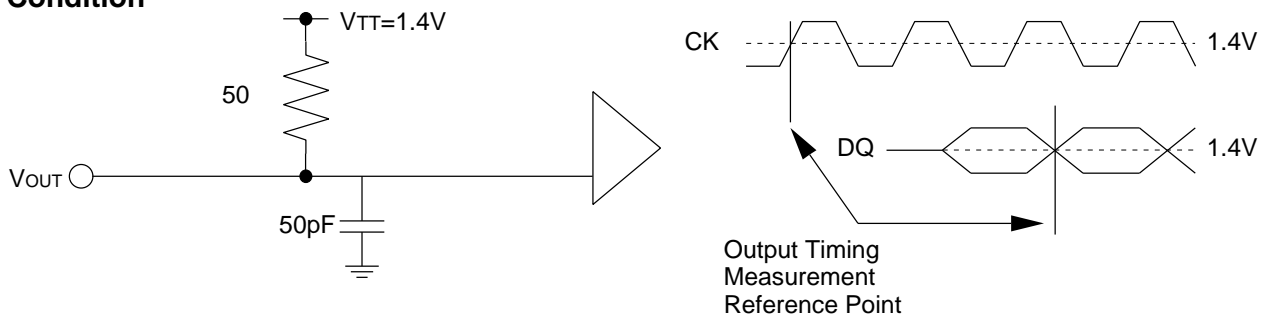 Condition
VTT=1.4V
50
VOUT
50pF
CK
1.4V
DQ
1.4V
Output Timing
Measurement
Reference Point